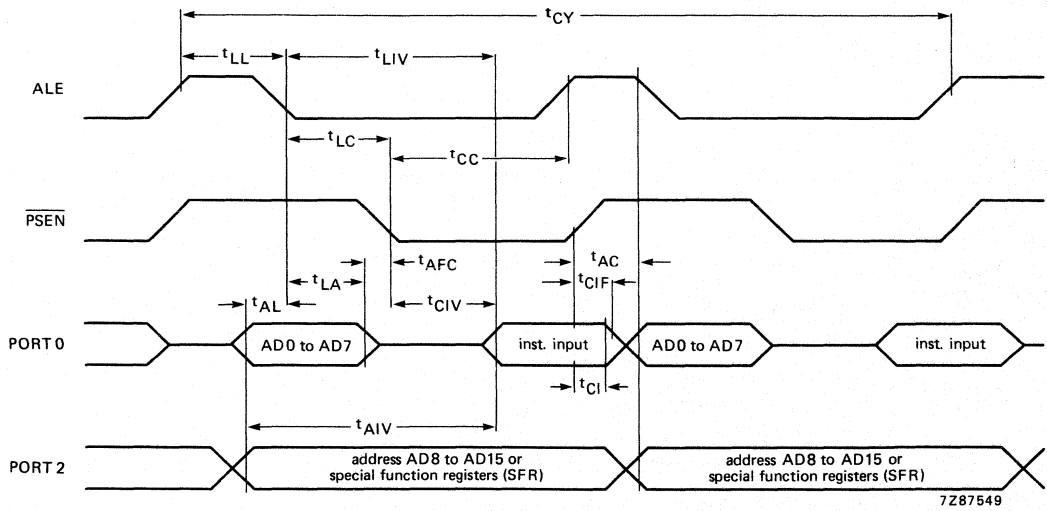 tCY
tLL
tLIV
ALE
tLC
tCC
PSEN
tAFC
tAC
tLA
tCIF
tAL
tCIV
PORT 0
AD0 to AD7
inst. input
AD0 to AD7
inst. input
tCI
tAIV
PORT 2
address AD8 to AD15 or
special function registers (SFR)
address AD8 to AD15 or
special function registers (SFR)
7Z87549